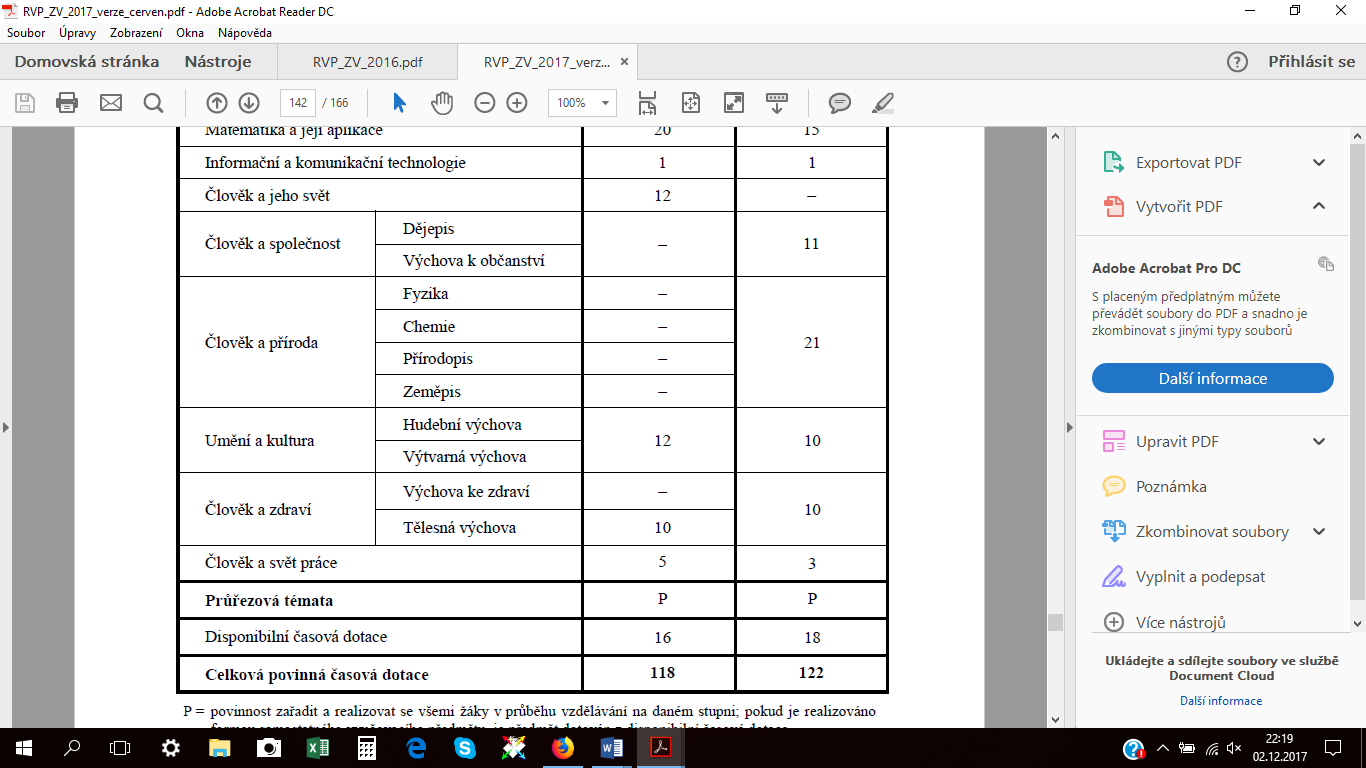 RVP_ZV_2017_verze_cerven.pdf - Adobe Acrobat Reader DC
Soubor Úpravy Zobrazení Okna Nápověda
Domovská stránka Nástroje RVP_ZV_2016.pdf RVP_ZV_2017_verz... × Přihlásit se
142 / 166 100%
Matematika a její aplikace 20 15
Informační a komunikační technologie 1 1
Člověk a jeho svět 12 –
Člověk a společnost Dějepis – 11
Výchova k občanství
Člověk a příroda Fyzika – 21
Chemie –
Přírodopis –
Zeměpis –
Umění a kultura Hudební výchova 12 10
Výtvarná výchova
Člověk a zdraví Výchova ke zdraví – 10
Tělesná výchova 10
Člověk a svět práce 5 3
Průřezová témata P P
Disponibilní časová dotace 16 18
Celková povinná časová dotace 118 122
P = povinnost zařadit a realizovat se všemi žáky v průběhu vzdělávání na daném stupni; pokud je realizováno
Exportovat PDF
Vytvořit PDF
Adobe Acrobat Pro DC
S placeným předplatným můžete
převádět soubory do PDF a snadno je
zkombinovat s jinými typy souborů
Další informace
Upravit PDF
Poznámka
Zkombinovat soubory
Vyplnit a podepsat
Více nástrojů
Ukládejte a sdílejte soubory ve službě
Document Cloud
Další informace
22:19
02.12.2017